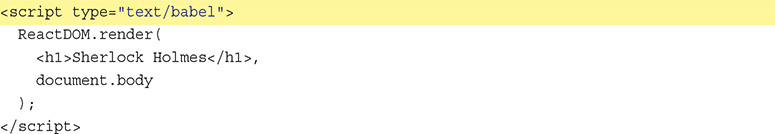 <script type="text/babel">
  ReactDOM.render(
    <h1>Sherlock Holmes</h1>,
    document.body
  );
</script>